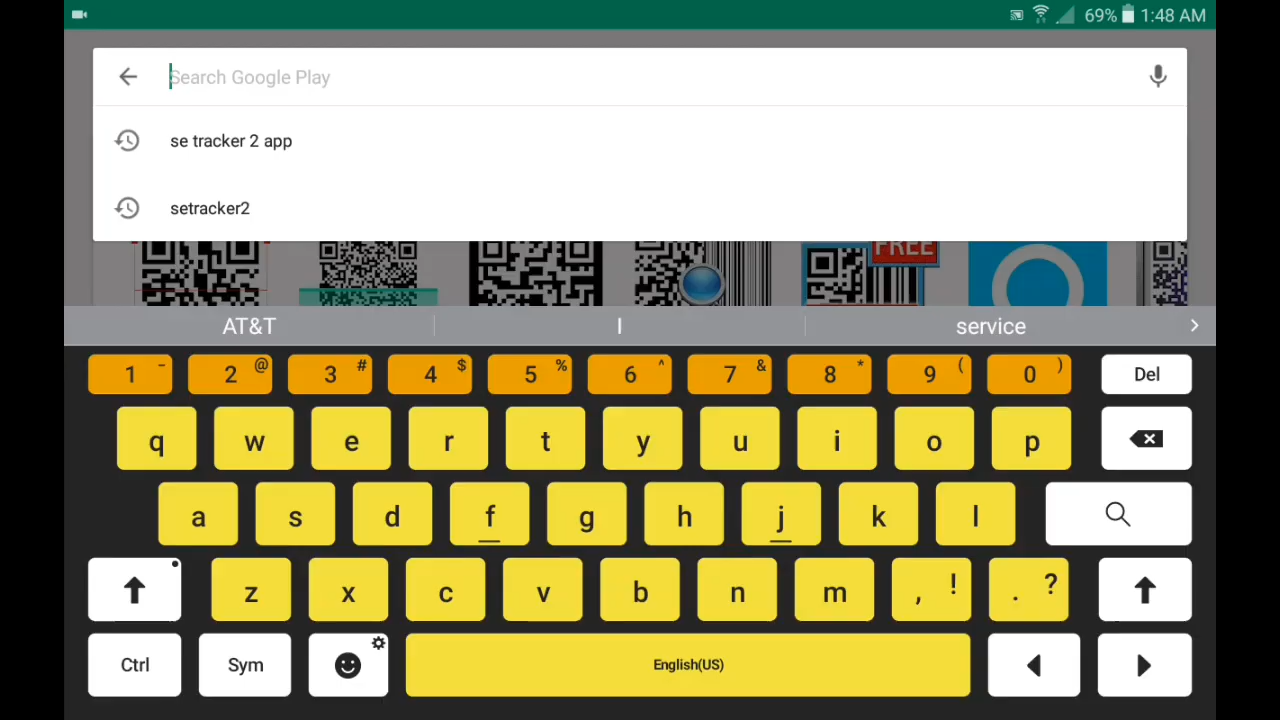 69% 1:48 AM
Search Google Play
se tracker 2 app
setracker2
FREE
AT&T I service
1 - 2 @ 3 # 4 $ 5 % 6 ^ 7 & 8 * 9 ( 0 ) Del
q w e r t y u i o p
a s d f g h j k l
z x c v b n m , ! . ?
Ctrl Sym English(US)